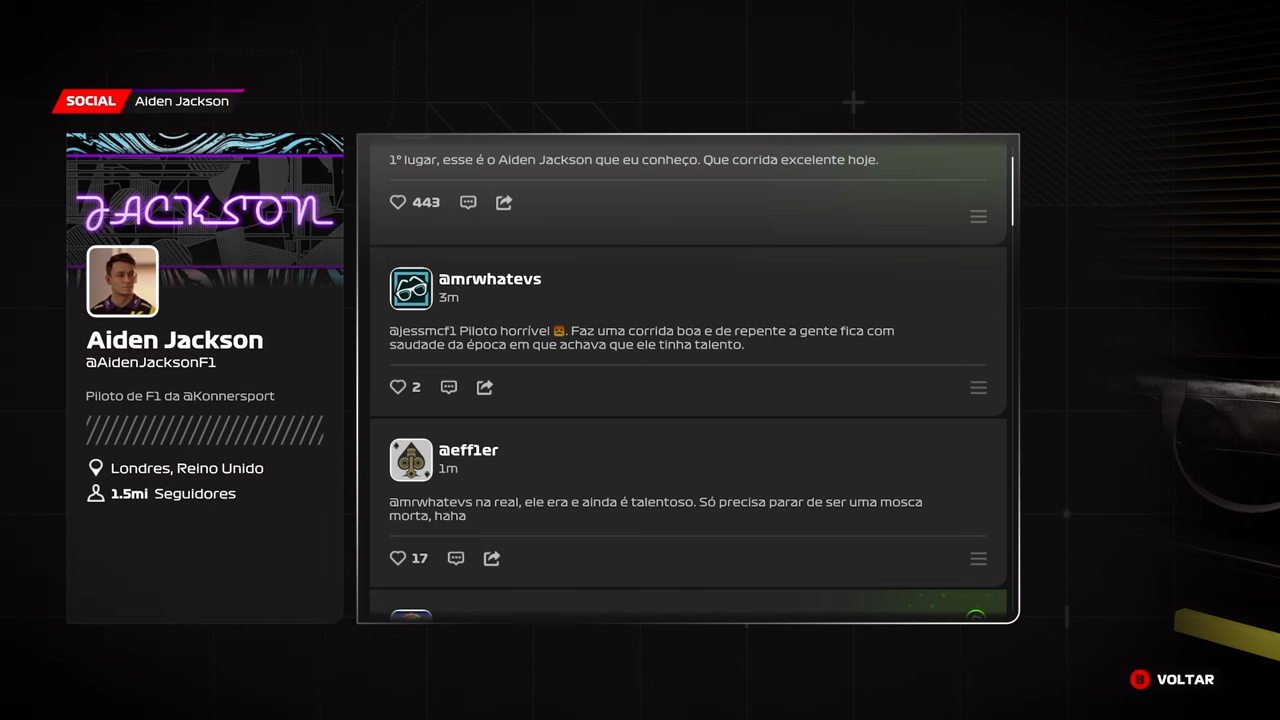 SOCIAL Aiden Jackson
JACKSON
Aiden Jackson
@AidenJacksonF1
Piloto de F1 da @Konnersport
Londres, Reino Unido
1.5mi Seguidores
1º lugar, esse é o Aiden Jackson que eu conheço. Que corrida excelente hoje.
443
@mrwhatevs
3m
@jessmcf1 Piloto horrível 😡. Faz uma corrida boa e de repente a gente fica com
saudade da época em que achava que ele tinha talento.
2
@eff1er
1m
@mrwhatevs na real, ele era e ainda é talentoso. Só precisa parar de ser uma mosca
morta, haha
17
B VOLTAR